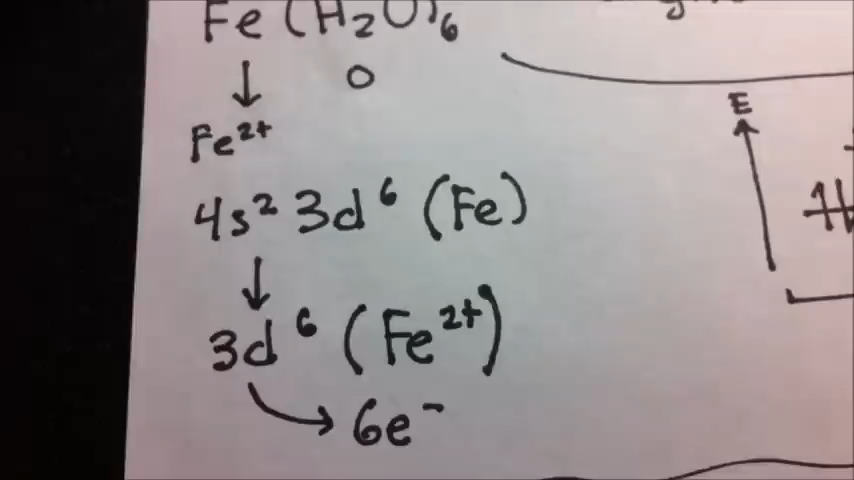 Fe (H₂O)₆
↓ 0
Fe²⁺
4s² 3d⁶ (Fe)
↓
3d⁶ (Fe²⁺)
→ 6e⁻
E